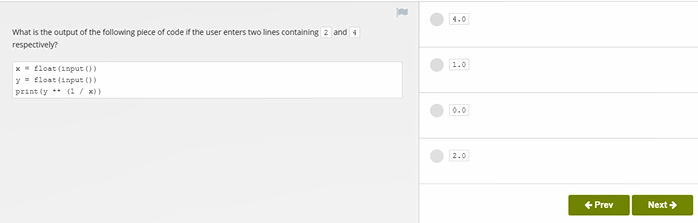 What is the output of the following piece of code if the user enters two lines containing 2 and 4
respectively?
x = float(input())
y = float(input())
print(y ** (1 / x))
4.0
1.0
0.0
2.0
← Prev
Next →